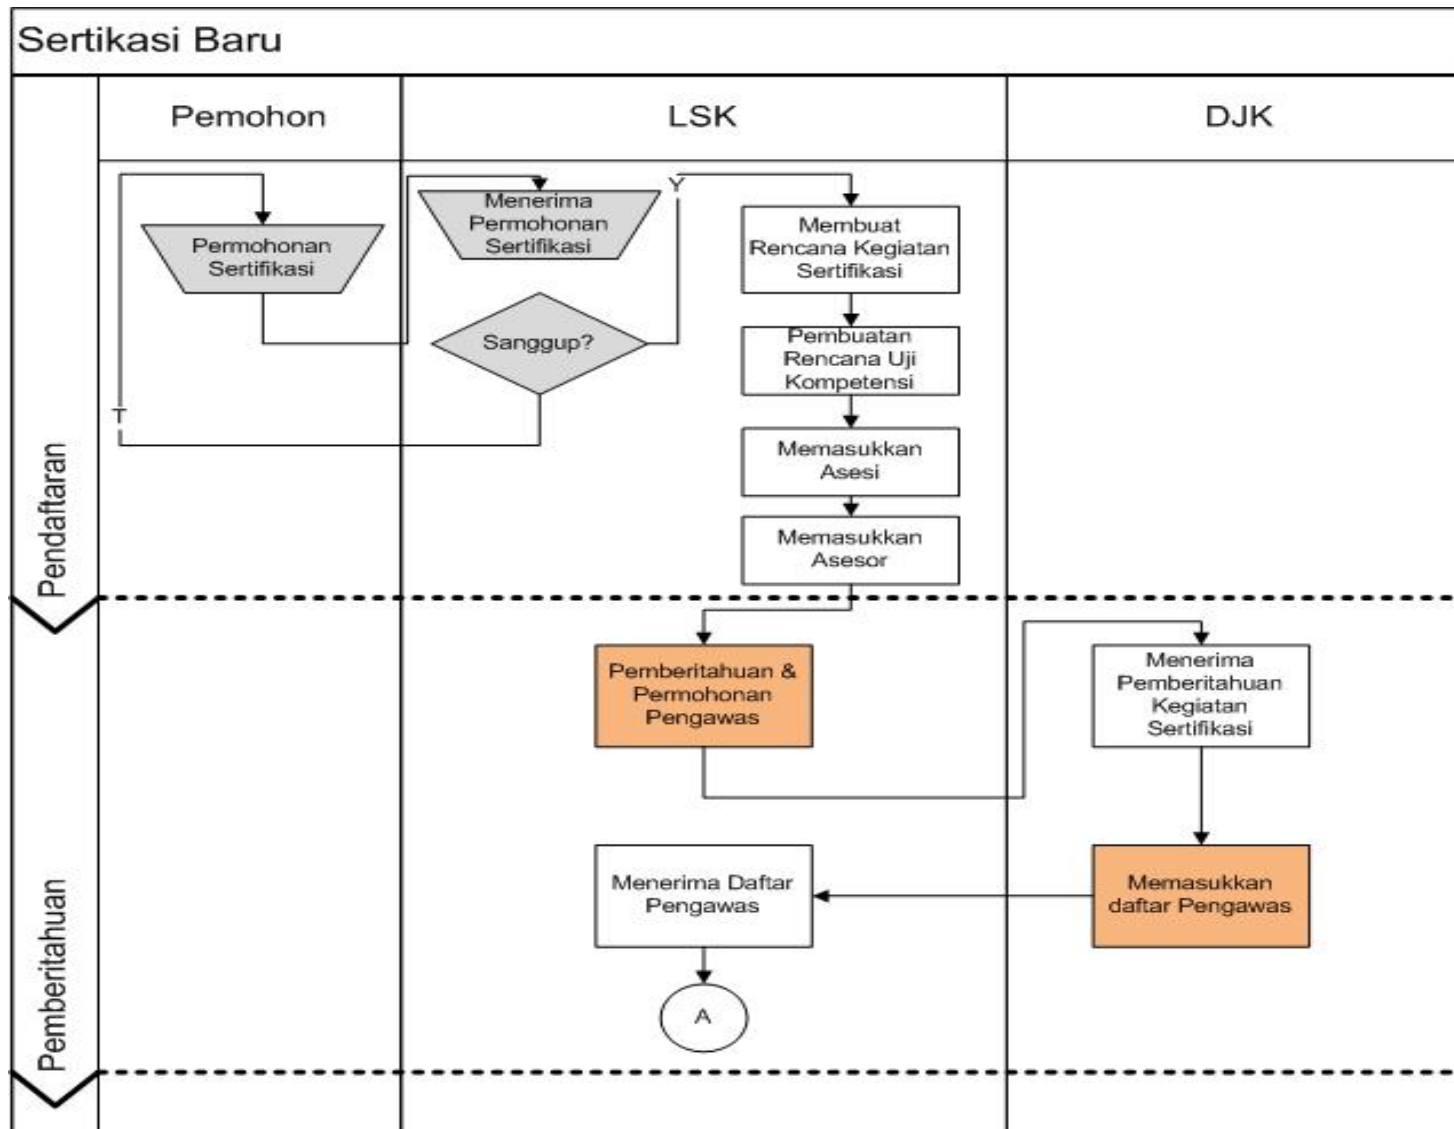 Sertikasi Baru
Pemohon
LSK
DJK
Pendaftaran
Permohonan
Sertifikasi
Menerima
Permohonan
Sertifikasi
Sanggup?
Y
T
Membuat
Rencana Kegiatan
Sertifikasi
Pembuatan
Rencana Uji
Kompetensi
Memasukkan
Asesi
Memasukkan
Asesor
Pemberitahuan
Pemberitahuan &
Permohonan
Pengawas
Menerima
Pemberitahuan
Kegiatan
Sertifikasi
Memasukkan
daftar Pengawas
Menerima Daftar
Pengawas
A